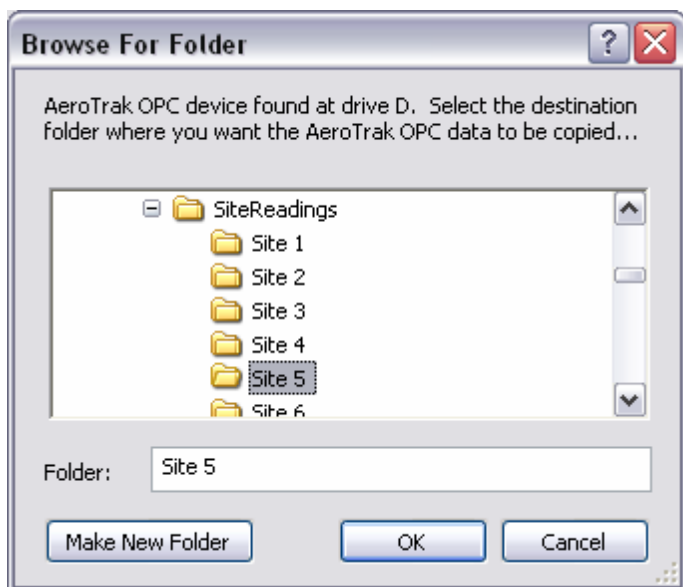 Browse For Folder
AeroTrak OPC device found at drive D.  Select the destination
folder where you want the AeroTrak OPC data to be copied...
SiteReadings
Site 1
Site 2
Site 3
Site 4
Site 5
Site 6
Folder:
Site 5
Make New Folder
OK
Cancel